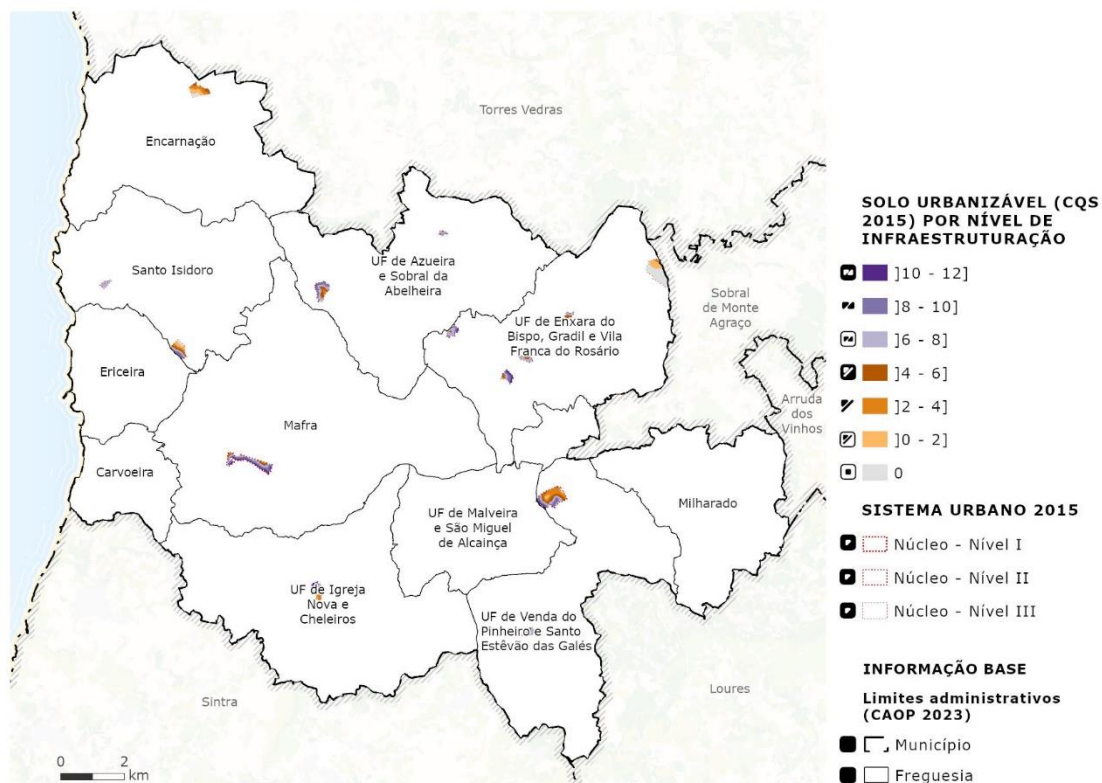 Torres Vedras
Encarnação
Santo Isidoro
UF de Azueira
e Sobral da
Abelheira
Sobral
de Monte
Agraço
UF de Enxara do
Bispo, Gradil e Vila
Franca do Rosário
Ericeira
Arruda
dos
Vinhos
Mafra
Carvoeira
Milharado
UF de Malveira
e São Miguel
de Alcainça
UF de Igreja
Nova e
Cheleiros
UF de Venda do
Pinheiro e Santo
Estêvão das Galés
Sintra
Loures
0 2
km
SOLO URBANIZÁVEL (CQS
2015) POR NÍVEL DE
INFRAESTRUTURAÇÃO
]10 - 12]
]8 - 10]
]6 - 8]
]4 - 6]
]2 - 4]
]0 - 2]
0
SISTEMA URBANO 2015
Núcleo - Nível I
Núcleo - Nível II
Núcleo - Nível III
INFORMAÇÃO BASE
Limites administrativos
(CAOP 2023)
Município
Freguesia